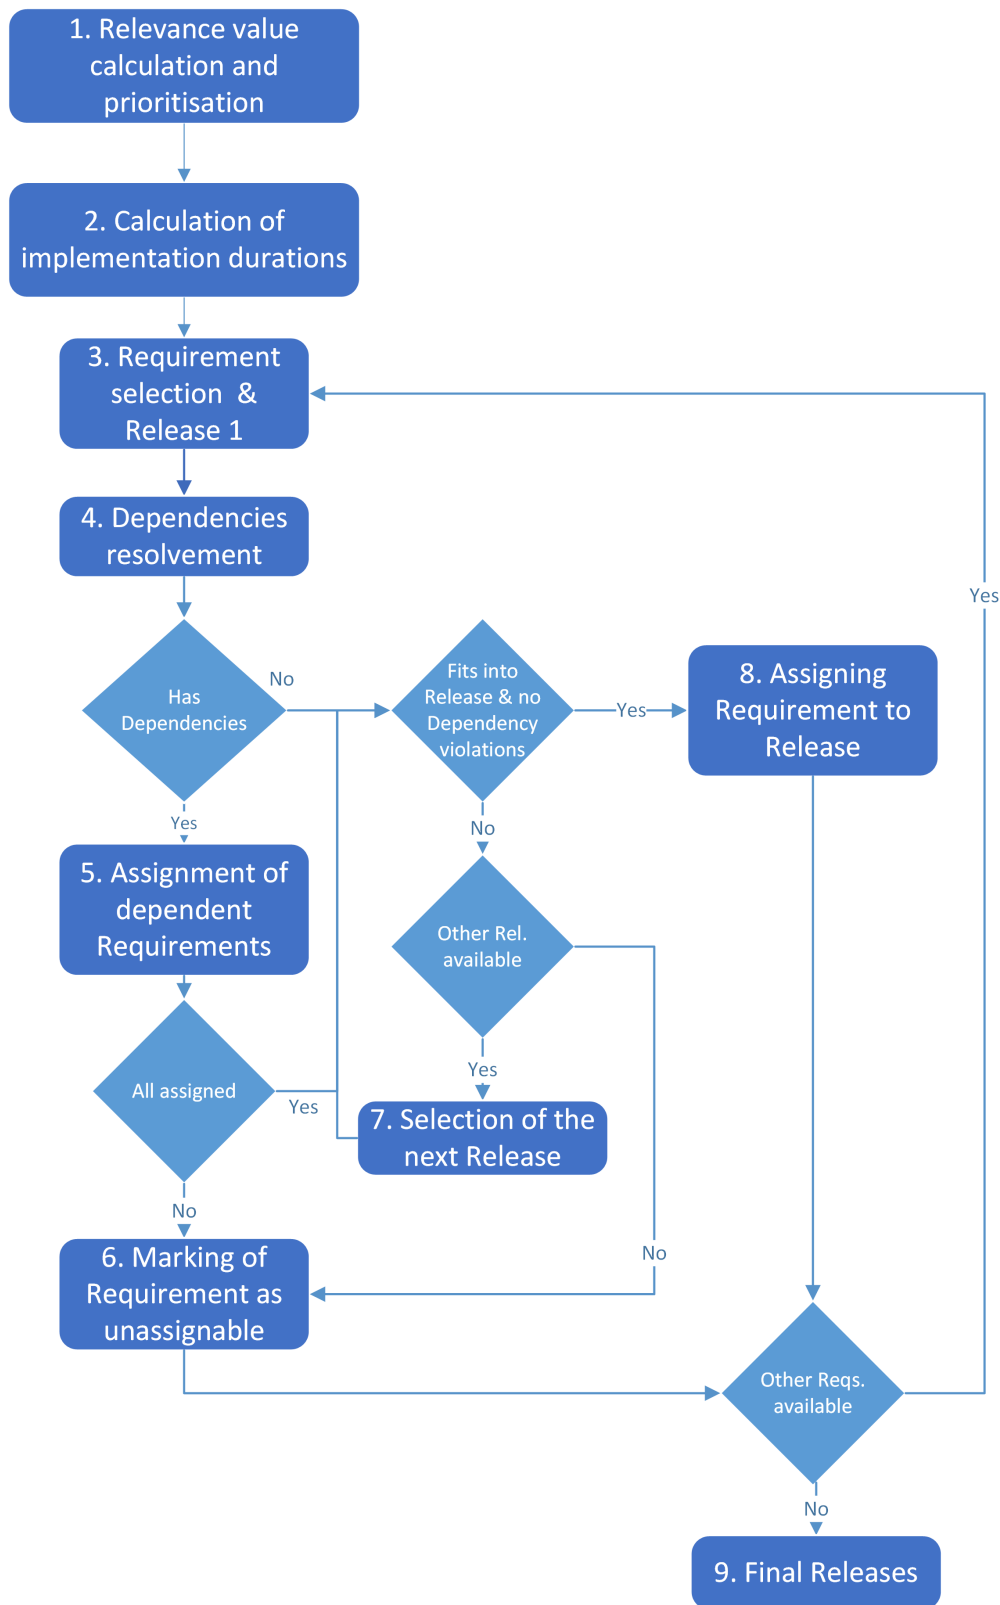 1. Relevance value
calculation and
prioritisation
2. Calculation of
implementation durations
3. Requirement
selection &
Release 1
4. Dependencies
resolvement
Yes
Has
Dependencies
No
Fits into
Release & no
Dependency
violations
Yes
8. Assigning
Requirement to
Release
Yes
No
5. Assignment of
dependent
Requirements
Other Rel.
available
All assigned
Yes
Yes
7. Selection of the
next Release
No
No
6. Marking of
Requirement as
unassignable
Other Reqs.
available
No
9. Final Releases